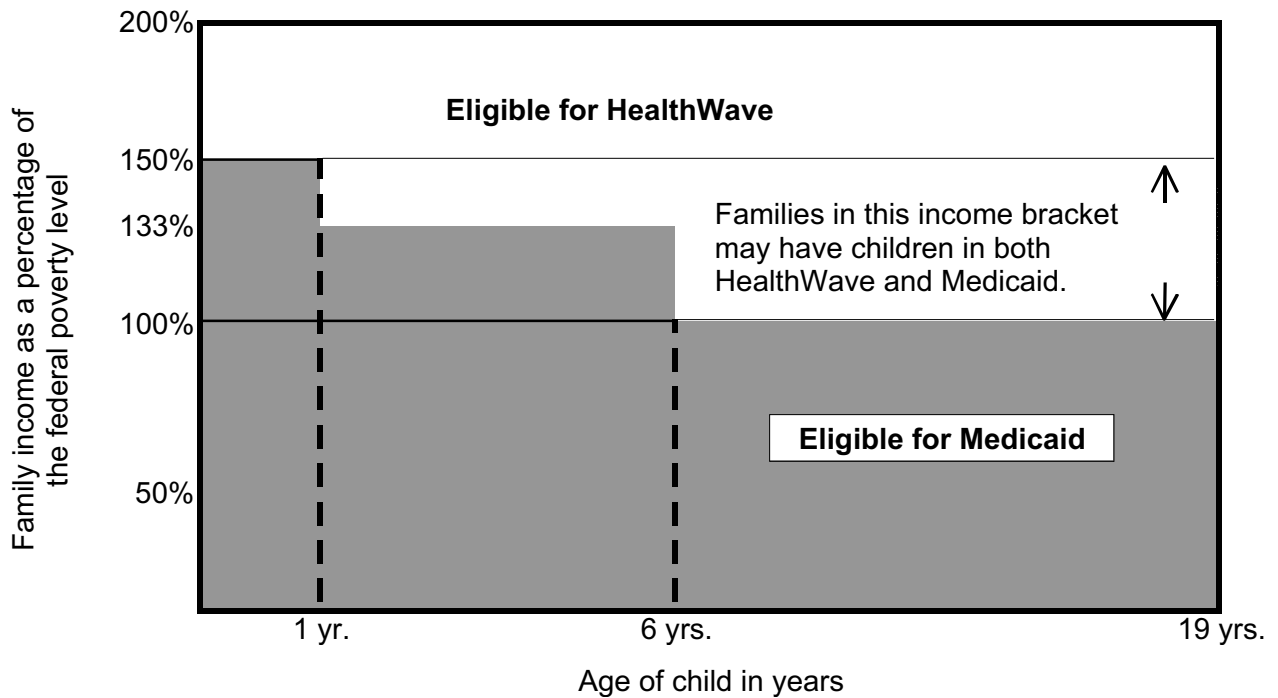 Family income as a percentage of
the federal poverty level
200%
150%
133%
100%
50%
Eligible for HealthWave
Families in this income bracket
may have children in both
HealthWave and Medicaid.
Eligible for Medicaid
1 yr.
6 yrs.
19 yrs.
Age of child in years